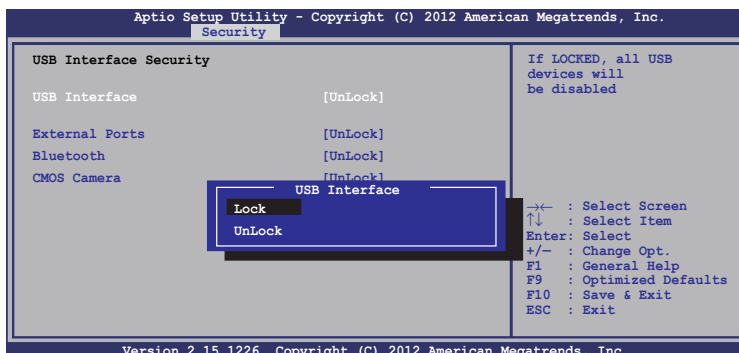 Aptio Setup Utility - Copyright (C) 2012 American Megatrends, Inc.
Security
USB Interface Security
USB Interface [UnLock]
External Ports [UnLock]
Bluetooth [UnLock]
CMOS Camera [UnLock]
USB Interface
Lock
UnLock
If LOCKED, all USB
devices will
be disabled
→← : Select Screen
↑↓ : Select Item
Enter: Select
+/— : Change Opt.
F1 : General Help
F9 : Optimized Defaults
F10 : Save & Exit
ESC : Exit
Version 2.15.1226. Copyright (C) 2012 American Megatrends, Inc.